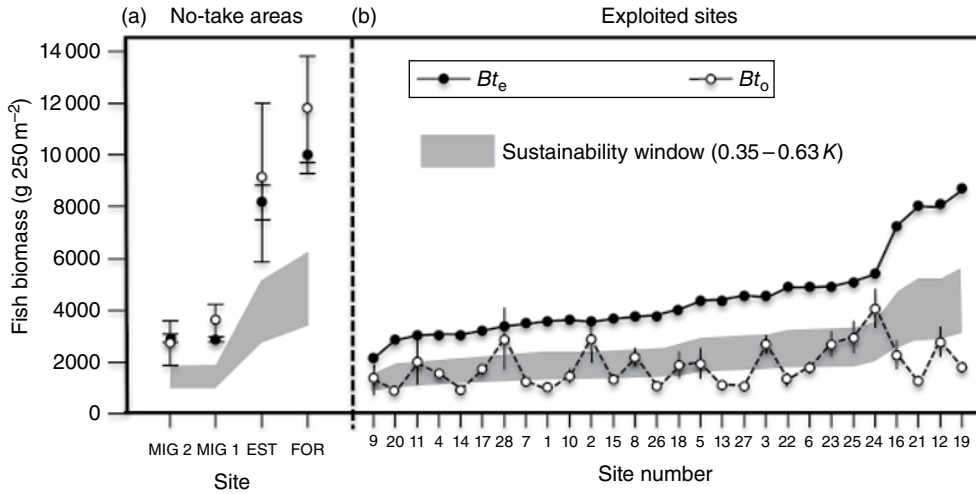 (a) No-take areas (b) Exploited sites
14 000
12 000
10 000
8000
6000
4000
2000
0
Fish biomass (g 250 m⁻²)
Btₑ Btₒ
Sustainability window (0.35–0.63 K)
MIG 2 MIG 1 EST FOR
9 20 11 4 14 17 28 7 1 10 2 15 8 26 18 5 13 27 3 22 6 23 25 24 16 21 12 19
Site
Site number